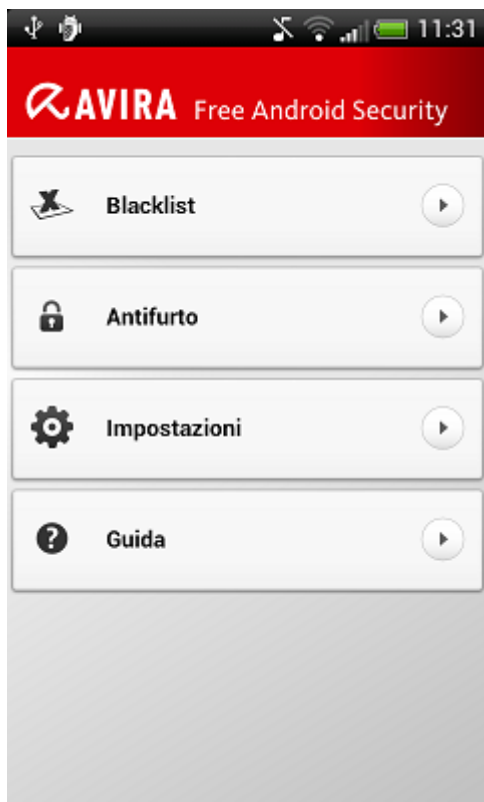 11:31
AVIRA Free Android Security
Blacklist
Antifurto
Impostazioni
Guida